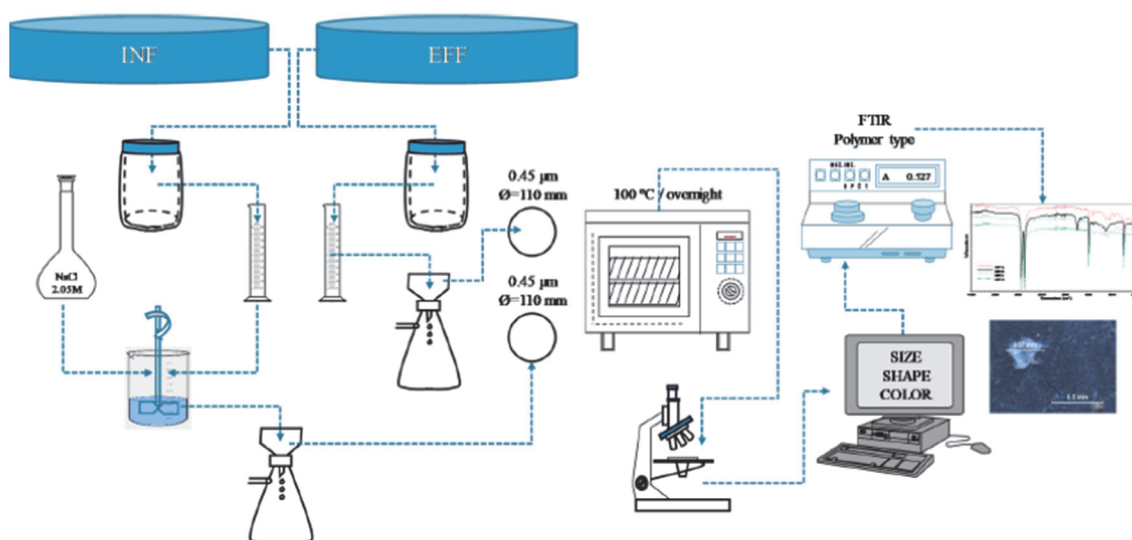 INF
EFF
NaCl
2.05M
0.45 µm
Ø=110 mm
0.45 µm
Ø=110 mm
100 ºC / overnight
FTIR
Polymer type
A 0.527
SIZE
SHAPE
COLOR